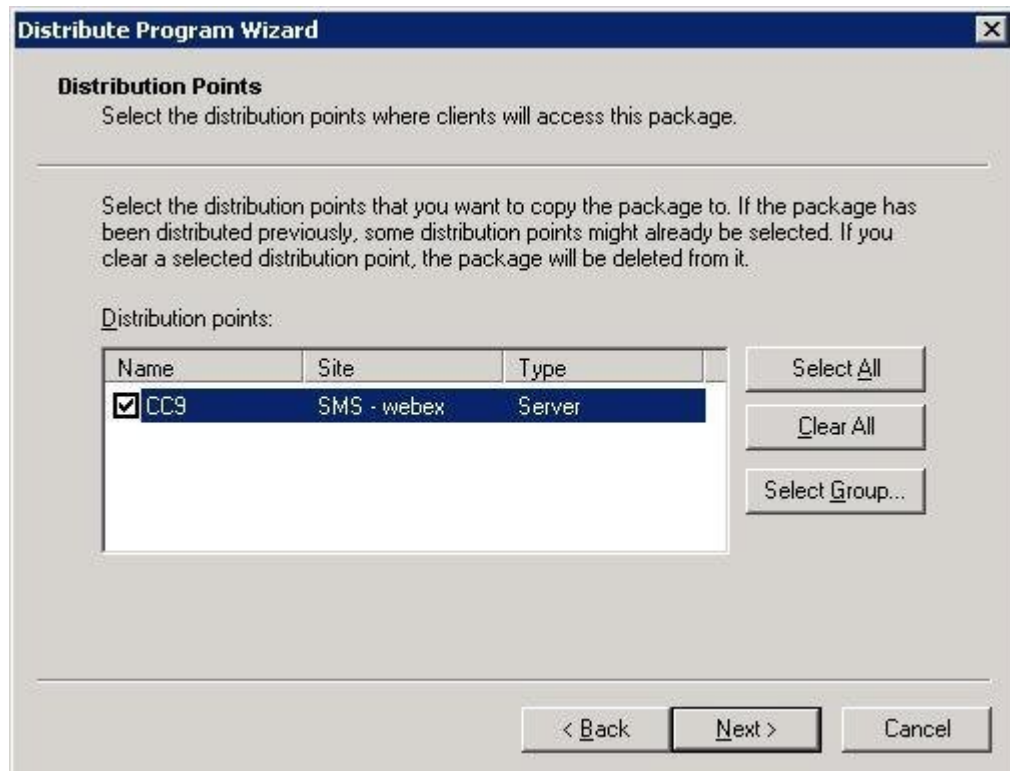 Distribute Program Wizard
Distribution Points
Select the distribution points where clients will access this package.
Select the distribution points that you want to copy the package to. If the package has
been distributed previously, some distribution points might already be selected. If you
clear a selected distribution point, the package will be deleted from it.
Distribution points:
Name Site Type
CC9 SMS - webex Server
Select All
Clear All
Select Group...
< Back Next > Cancel